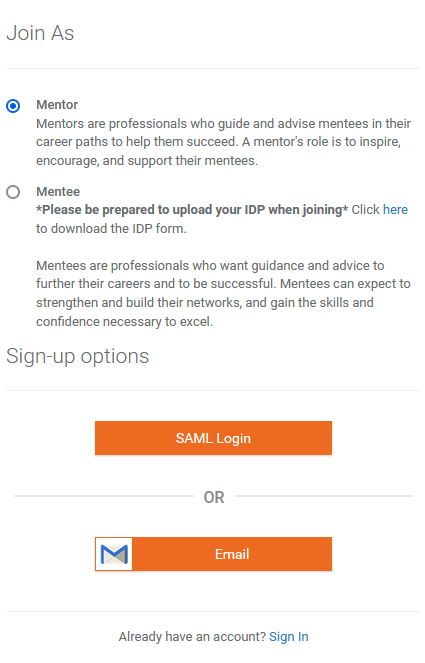 Join As
Mentor
Mentors are professionals who guide and advise mentees in their
career paths to help them succeed. A mentor's role is to inspire,
encourage, and support their mentees.
Mentee
*Please be prepared to upload your IDP when joining* Click here
to download the IDP form.
Mentees are professionals who want guidance and advice to
further their careers and to be successful. Mentees can expect to
strengthen and build their networks, and gain the skills and
confidence necessary to excel.
Sign-up options
SAML Login
OR
Email
Already have an account? Sign In